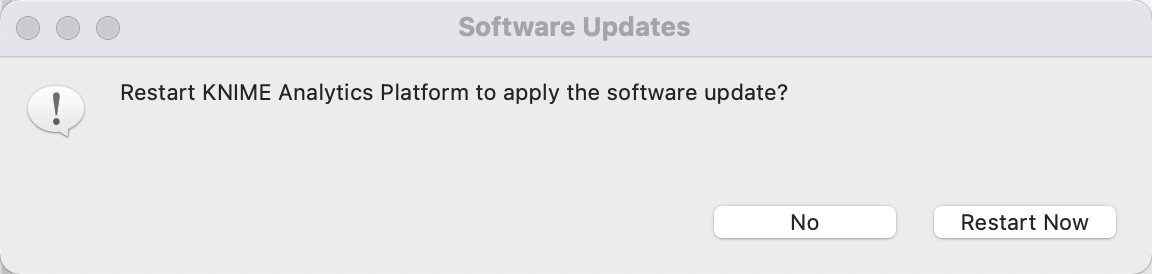 Software Updates
Restart KNIME Analytics Platform to apply the software update?
No
Restart Now